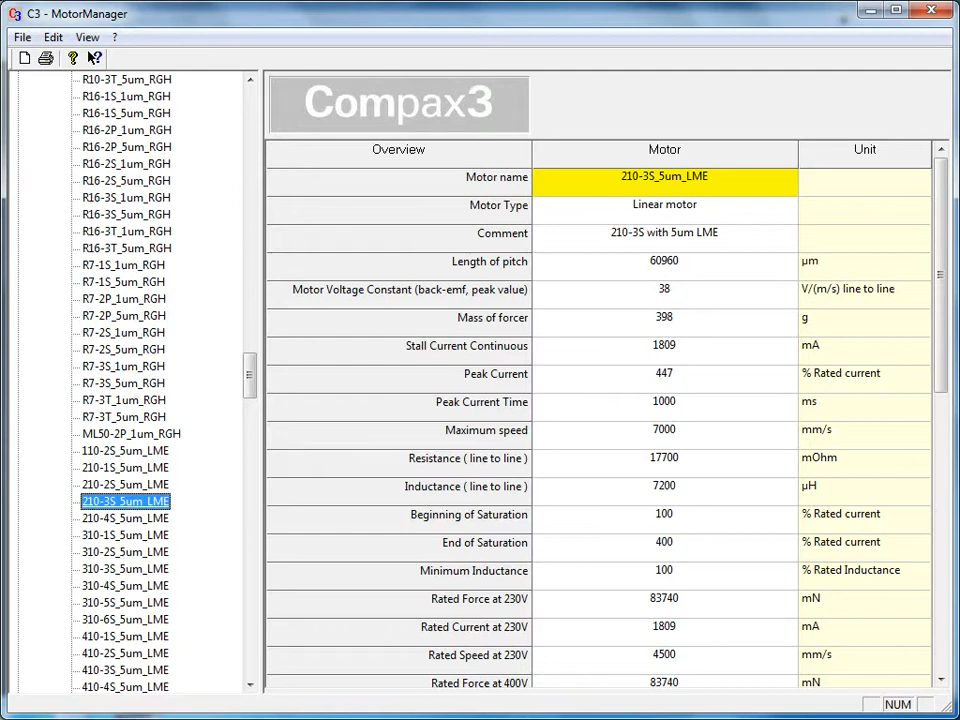 C3 - MotorManager
File Edit View ?
R10-3T_5um_RGH
R16-1S_1um_RGH
R16-1S_5um_RGH
R16-2P_1um_RGH
R16-2P_5um_RGH
R16-2S_1um_RGH
R16-2S_5um_RGH
R16-3S_1um_RGH
R16-3S_5um_RGH
R16-3T_1um_RGH
R16-3T_5um_RGH
R7-1S_1um_RGH
R7-1S_5um_RGH
R7-2P_1um_RGH
R7-2P_5um_RGH
R7-2S_1um_RGH
R7-2S_5um_RGH
R7-3S_1um_RGH
R7-3S_5um_RGH
R7-3T_1um_RGH
R7-3T_5um_RGH
ML50-2P_1um_RGH
110-2S_5um_LME
210-1S_5um_LME
210-2S_5um_LME
210-3S_5um_LME
210-4S_5um_LME
310-1S_5um_LME
310-2S_5um_LME
310-3S_5um_LME
310-4S_5um_LME
310-5S_5um_LME
310-6S_5um_LME
410-1S_5um_LME
410-2S_5um_LME
410-3S_5um_LME
410-4S_5um_LME
Compax3
Overview Motor Unit
Motor name 210-3S_5um_LME
Motor Type Linear motor
Comment 210-3S with 5um LME
Length of pitch 60960 µm
Motor Voltage Constant (back-emf, peak value) 38 V/(m/s) line to line
Mass of forcer 398 g
Stall Current Continuous 1809 mA
Peak Current 447 % Rated current
Peak Current Time 1000 ms
Maximum speed 7000 mm/s
Resistance ( line to line ) 17700 mOhm
Inductance ( line to line ) 7200 µH
Beginning of Saturation 100 % Rated current
End of Saturation 400 % Rated current
Minimum Inductance 100 % Rated Inductance
Rated Force at 230V 83740 mN
Rated Current at 230V 1809 mA
Rated Speed at 230V 4500 mm/s
Rated Force at 400V 83740 mN
NUM